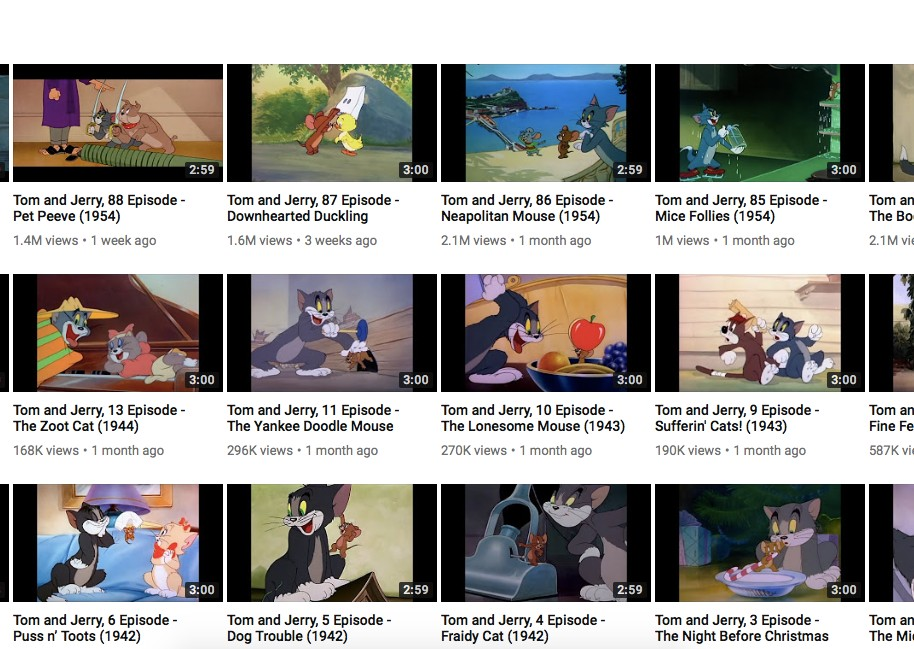 2:59
3:00
2:59
3:00
Tom and Jerry, 88 Episode - 
Pet Peeve (1954)
Tom and Jerry, 87 Episode - 
Downhearted Duckling
Tom and Jerry, 86 Episode - 
Neapolitan Mouse (1954)
Tom and Jerry, 85 Episode - 
Mice Follies (1954)
Tom an
The Bo
1.4M views • 1 week ago
1.6M views • 3 weeks ago
2.1M views • 1 month ago
1M views • 1 month ago
2.1M vie
3:00
3:00
3:00
3:00
Tom and Jerry, 13 Episode - 
The Zoot Cat (1944)
Tom and Jerry, 11 Episode - 
The Yankee Doodle Mouse
Tom and Jerry, 10 Episode - 
The Lonesome Mouse (1943)
Tom and Jerry, 9 Episode - 
Sufferin' Cats! (1943)
Tom an
Fine Fe
168K views • 1 month ago
296K views • 1 month ago
270K views • 1 month ago
190K views • 1 month ago
587K vi
3:00
2:59
2:59
3:00
Tom and Jerry, 6 Episode - 
Puss n' Toots (1942)
Tom and Jerry, 5 Episode - 
Dog Trouble (1942)
Tom and Jerry, 4 Episode - 
Fraidy Cat (1942)
Tom and Jerry, 3 Episode - 
The Night Before Christmas
Tom an
The Mi